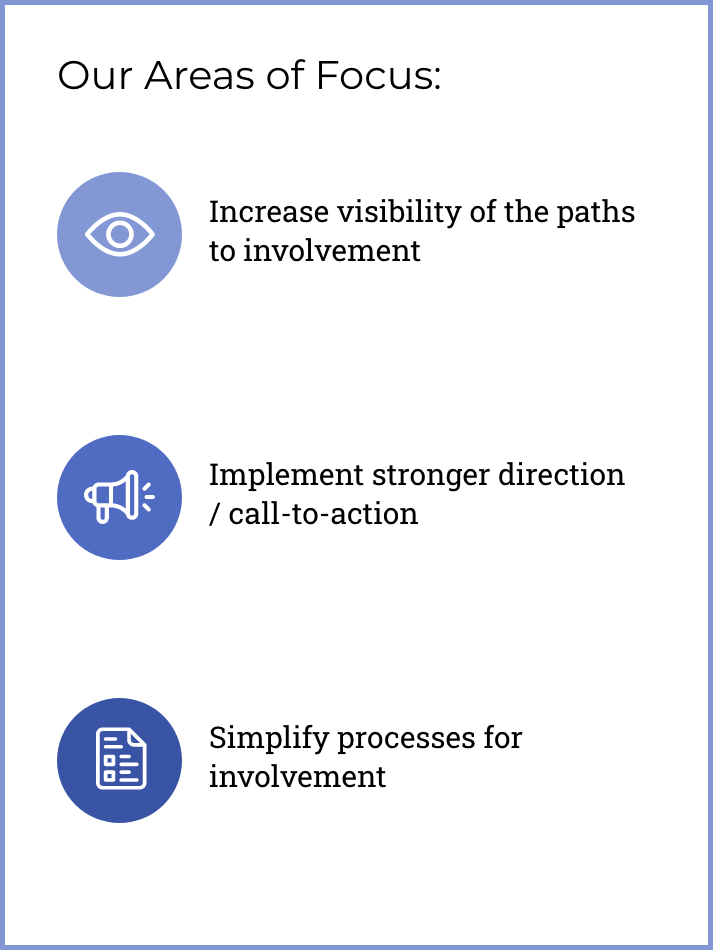 Our Areas of Focus:
Increase visibility of the paths
to involvement
Implement stronger direction
/ call-to-action
Simplify processes for
involvement